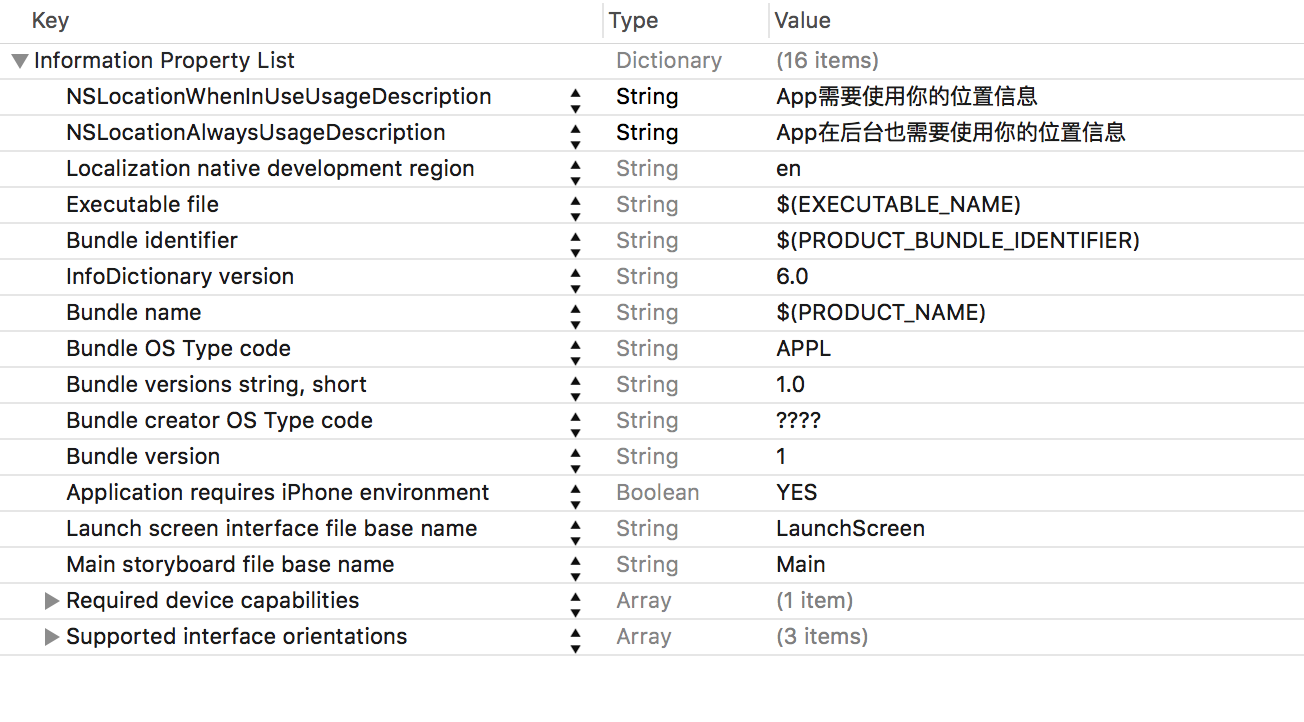 Key Type Value
Information Property List Dictionary (16 items)
NSLocationWhenInUseUsageDescription String App需要使用你的位置信息
NSLocationAlwaysUsageDescription String App在后台也需要使用你的位置信息
Localization native development region String en
Executable file String $(EXECUTABLE_NAME)
Bundle identifier String $(PRODUCT_BUNDLE_IDENTIFIER)
InfoDictionary version String 6.0
Bundle name String $(PRODUCT_NAME)
Bundle OS Type code String APPL
Bundle versions string, short String 1.0
Bundle creator OS Type code String ????
Bundle version String 1
Application requires iPhone environment Boolean YES
Launch screen interface file base name String LaunchScreen
Main storyboard file base name String Main
Required device capabilities Array (1 item)
Supported interface orientations Array (3 items)